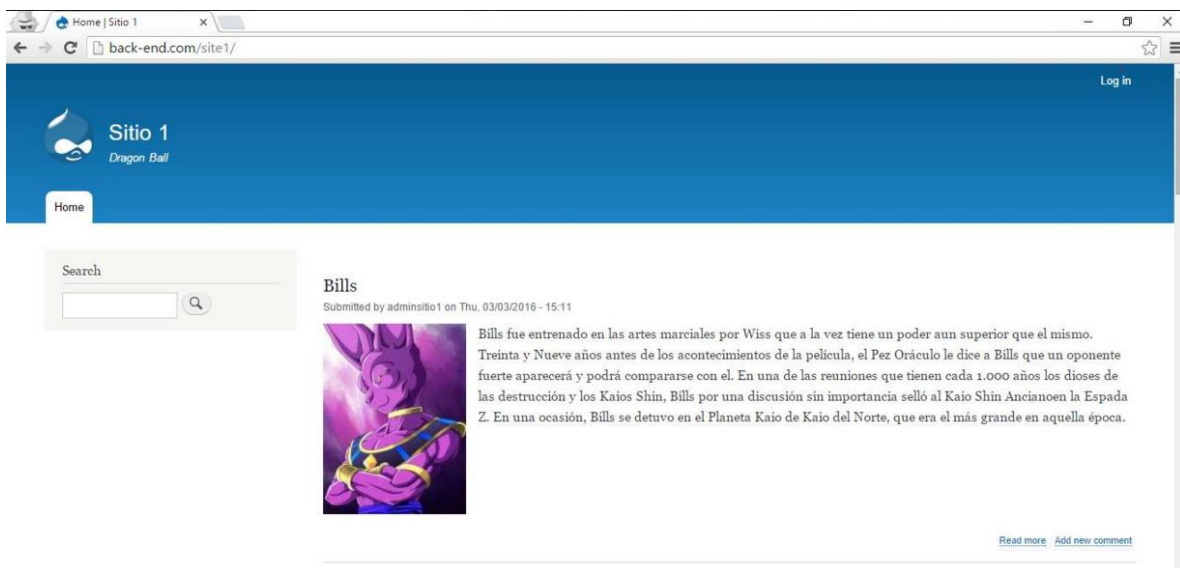 Home | Sitio 1
back-end.com/site1/
Log in
Sitio 1
Dragon Ball
Home
Search
Bills
Submitted by adminsitio1 on Thu, 03/03/2016 - 15:11
Bills fue entrenado en las artes marciales por Wiss que a la vez tiene un poder aun superior que el mismo.
Treinta y Nueve años antes de los acontecimientos de la película, el Pez Oráculo le dice a Bills que un oponente
fuerte aparecerá y podrá compararse con el. En una de las reuniones que tienen cada 1.000 años los dioses de
las destrucción y los Kaios Shin, Bills por una discusión sin importancia selló al Kaio Shin Ancianoen la Espada
Z. En una ocasión, Bills se detuvo en el Planeta Kaio de Kaio del Norte, que era el más grande en aquella época.
Read more Add new comment